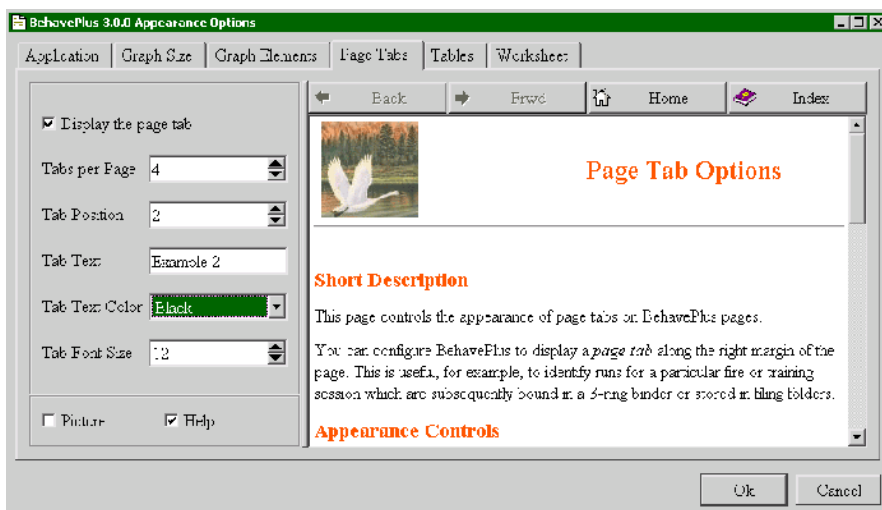 BehavePlus 3.0.0 Appearance Options
Application Graph Size Graph Elements Page Tabs Tables Worksheet
Back Frwd Home Index
Display the page tab
Tabs per Page 4
Tab Position 2
Tab Text Example 2
Tab Text Color Black
Tab Font Size 12
Picture Help
Page Tab Options
Short Description
This page controls the appearance of page tabs on BehavePlus pages.
You can configure BehavePlus to display a page tab along the right margin of the
page. This is useful, for example, to identify runs for a particular fire or training
session which are subsequently bound in a 3-ring binder or stored in filing folders.
Appearance Controls
Ok Cancel